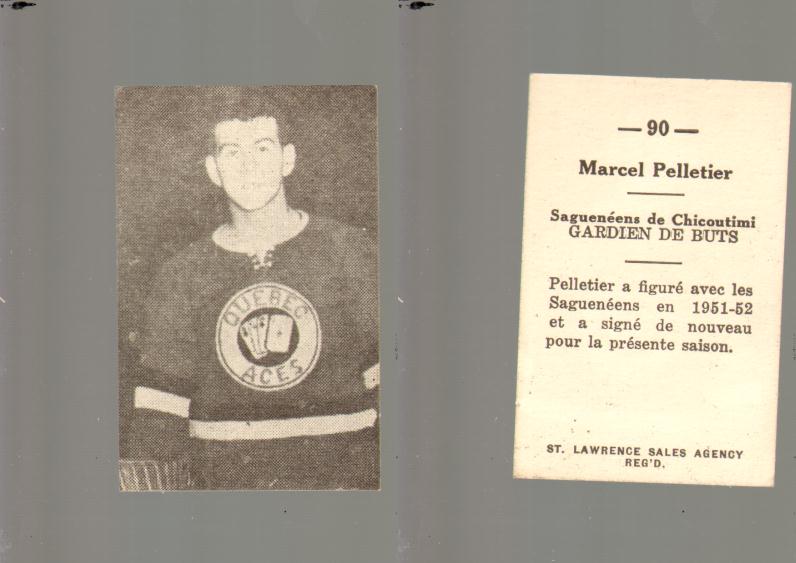 QUEBEC
ACES
— 90 —
Marcel Pelletier
Saguenéens de Chicoutimi
GARDIEN DE BUTS
Pelletier a figuré avec les
Saguenéens en 1951-52
et a signé de nouveau
pour la présente saison.
ST. LAWRENCE SALES AGENCY
REG'D.